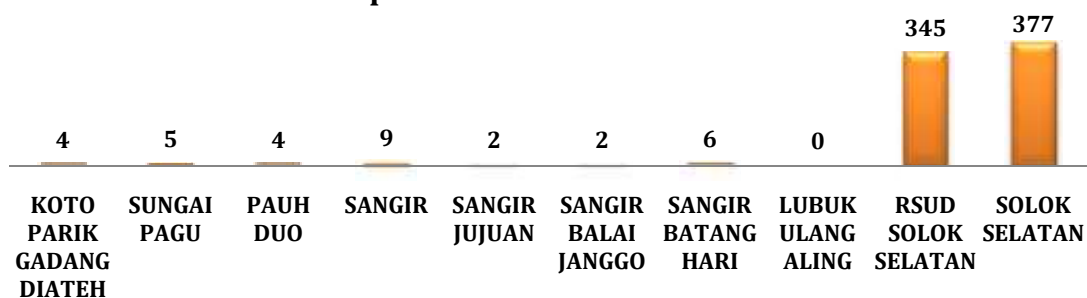 4 5 4 9 2 2 6 0 345 377
KOTO PARIK GADANG DIATEH
SUNGAI PAGU
PAUH DUO
SANGIR
SANGIR JUJUAN
SANGIR BALAI JANGGO
SANGIR BATANG HARI
LUBUK ULANG ALING
RSUD SOLOK SELATAN
SOLOK SELATAN